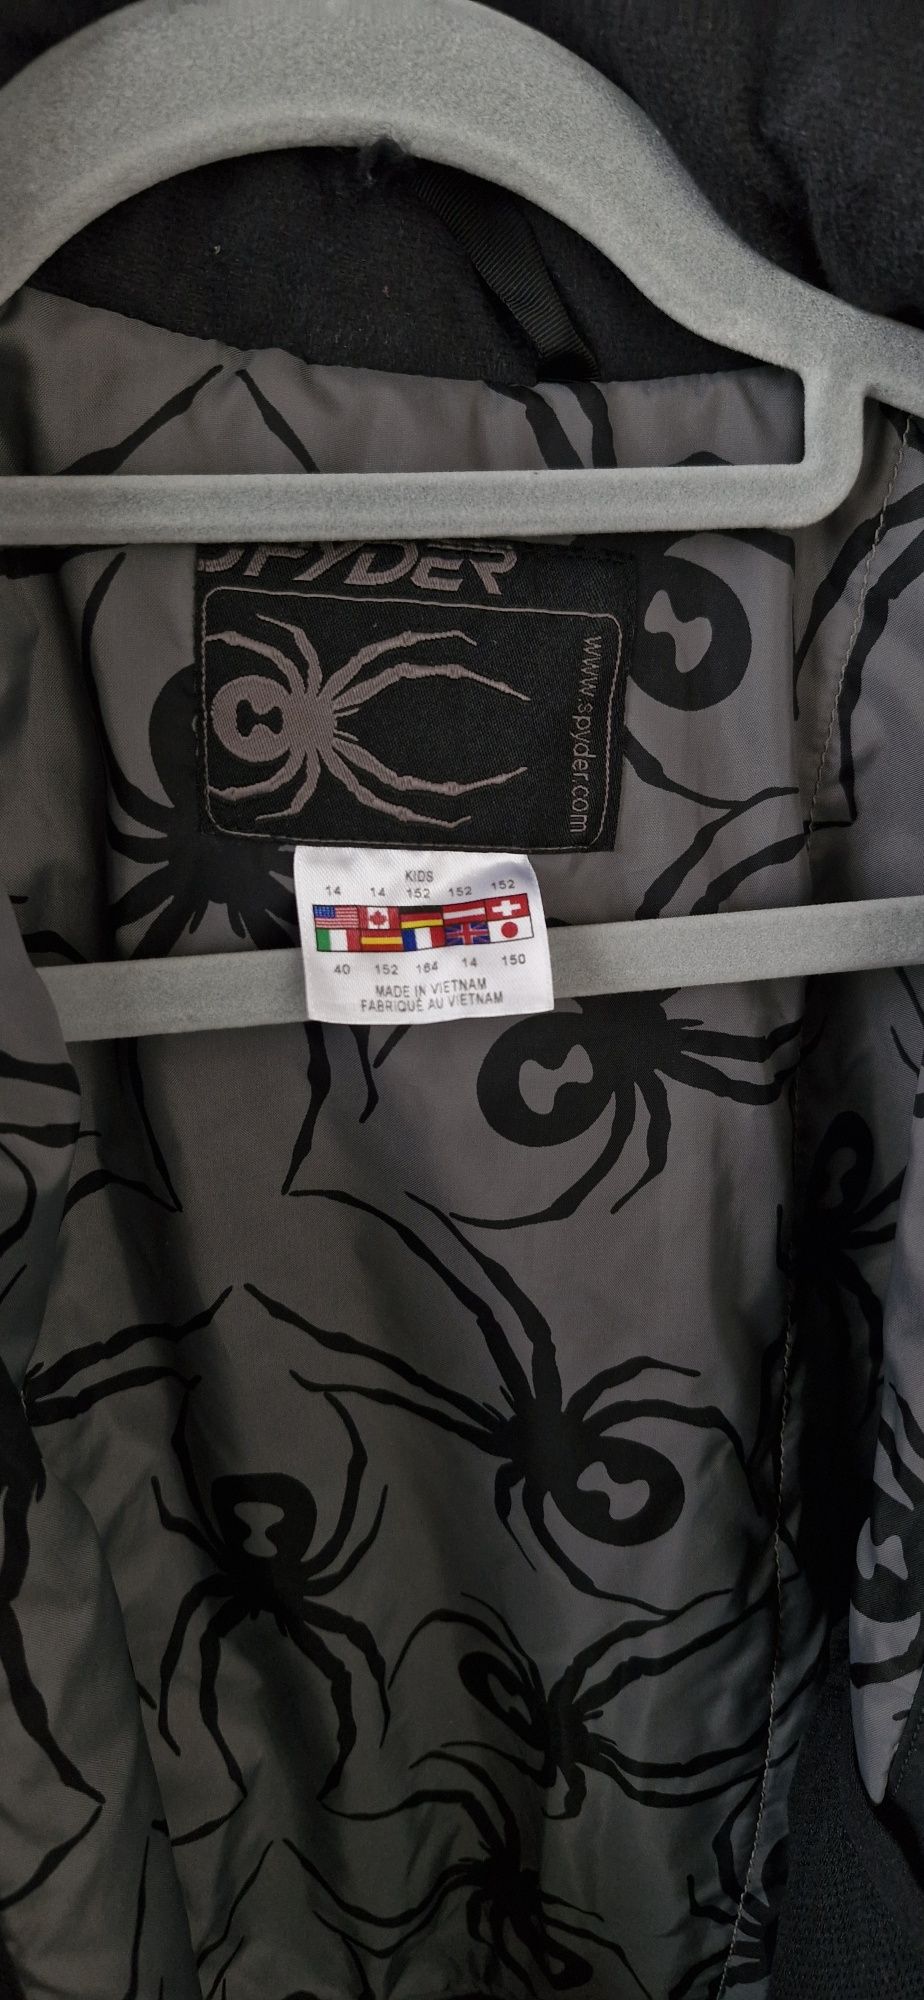 SPYDER
www.spyder.com
KIDS
14 14 152 152 152
40 152 164 14 150
MADE IN VIETNAM
FABRIQUÉ AU VIETNAM